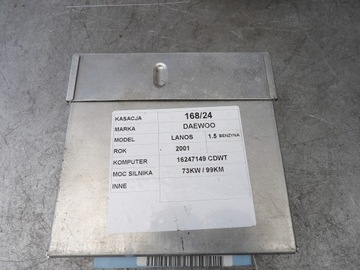 KASACJA 168/24
MARKA DAEWOO
MODEL LANOS 1.5 BENZYNA
ROK 2001
KOMPUTER 16247149 CDWT
MOC SILNIKA 73KW / 99KM
INNE